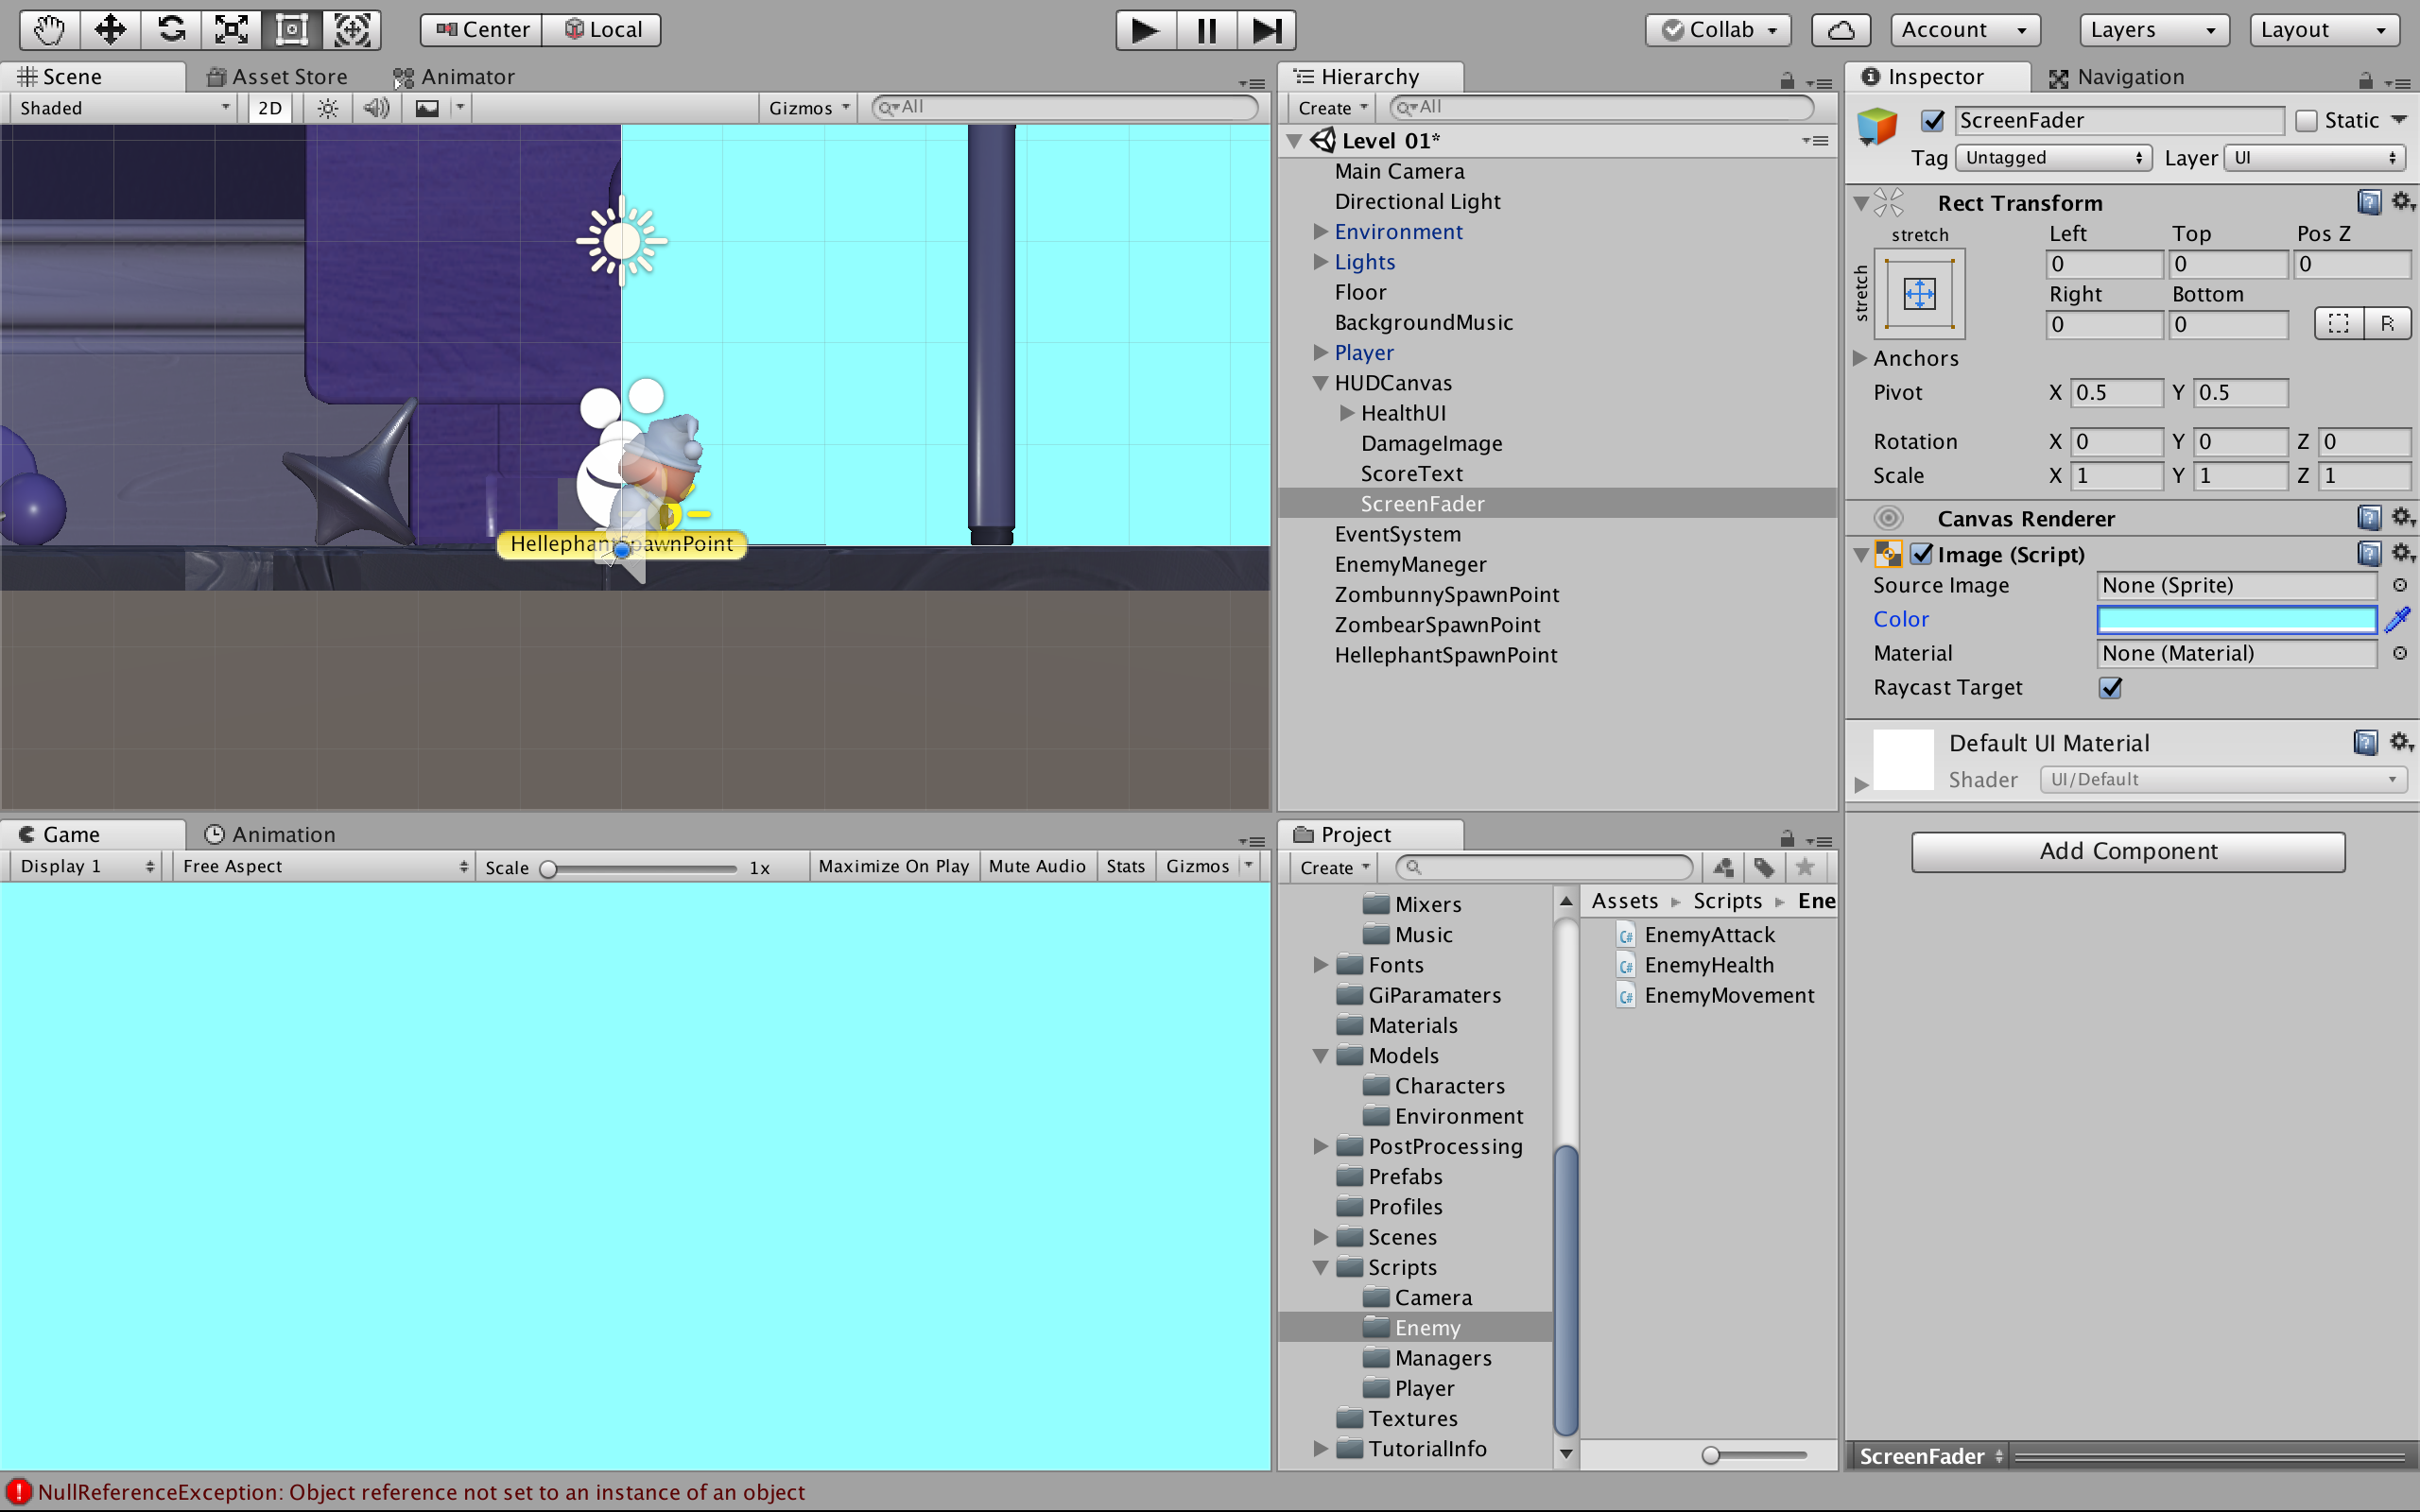 Center Local Collab Account Layers Layout
Scene Asset Store Animator
Shaded 2D Gizmos All
HellephantSpawnPoint
Game Animation
Display 1 Free Aspect Scale 1x Maximize On Play Mute Audio Stats Gizmos
Hierarchy
Create All
Level 01*
Main Camera
Directional Light
Environment
Lights
Floor
BackgroundMusic
Player
HUDCanvas
HealthUI
DamageImage
ScoreText
ScreenFader
EventSystem
EnemyManeger
ZombunnySpawnPoint
ZombearSpawnPoint
HellephantSpawnPoint
Project
Create
Mixers
Music
Fonts
GiParamaters
Materials
Models
Characters
Environment
PostProcessing
Prefabs
Profiles
Scenes
Scripts
Camera
Enemy
Managers
Player
Textures
TutorialInfo
Assets Scripts Ene
EnemyAttack
EnemyHealth
EnemyMovement
Inspector Navigation
ScreenFader Static
Tag Untagged Layer UI
Rect Transform
stretch Left Top Pos Z
stretch 0 0 0
Right Bottom
0 0 R
Anchors
Pivot X 0.5 Y 0.5
Rotation X 0 Y 0 Z 0
Scale X 1 Y 1 Z 1
Canvas Renderer
Image (Script)
Source Image None (Sprite)
Color
Material None (Material)
Raycast Target
Default UI Material
Shader UI/Default
Add Component
ScreenFader
NullReferenceException: Object reference not set to an instance of an object